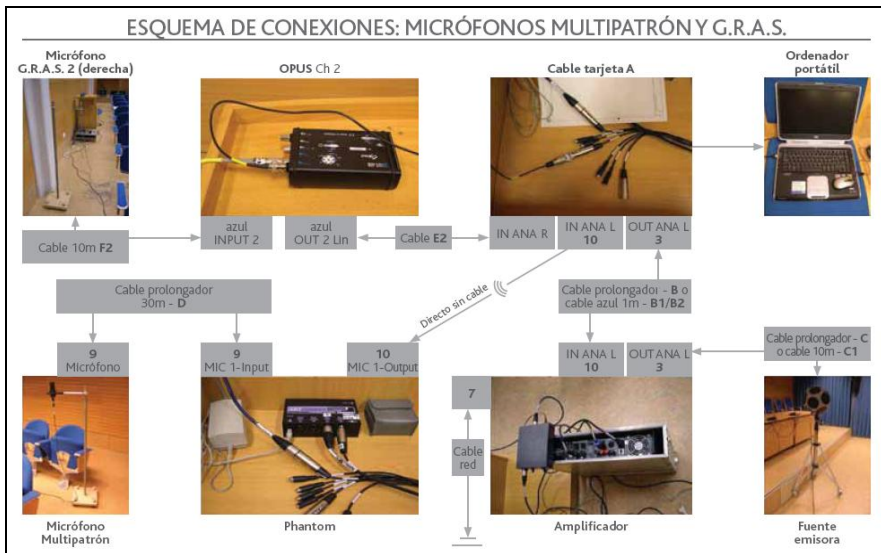 ESQUEMA DE CONEXIONES: MICRÓFONOS MULTIPATRÓN Y G.R.A.S.
Micrófono
G.R.A.S. 2 (derecha)
OPUS Ch 2
Cable tarjeta A
Ordenador
portátil
Cable 10m F2
azul
INPUT 2
azul
OUT 2 Lin
Cable E2
IN ANA R
IN ANA L
10
OUT ANA L
3
Cable prolongador
30m - D
Directo sin cable
Cable prolongador - B o
cable azul 1m - B1/B2
Cable prolongador - C
o cable 10m - C1
9
Micrófono
9
MIC 1-Input
10
MIC 1-Output
7
IN ANA L
10
OUT ANA L
3
Cable
red
Micrófono
Multipatrón
Phantom
Amplificador
Fuente
emisora